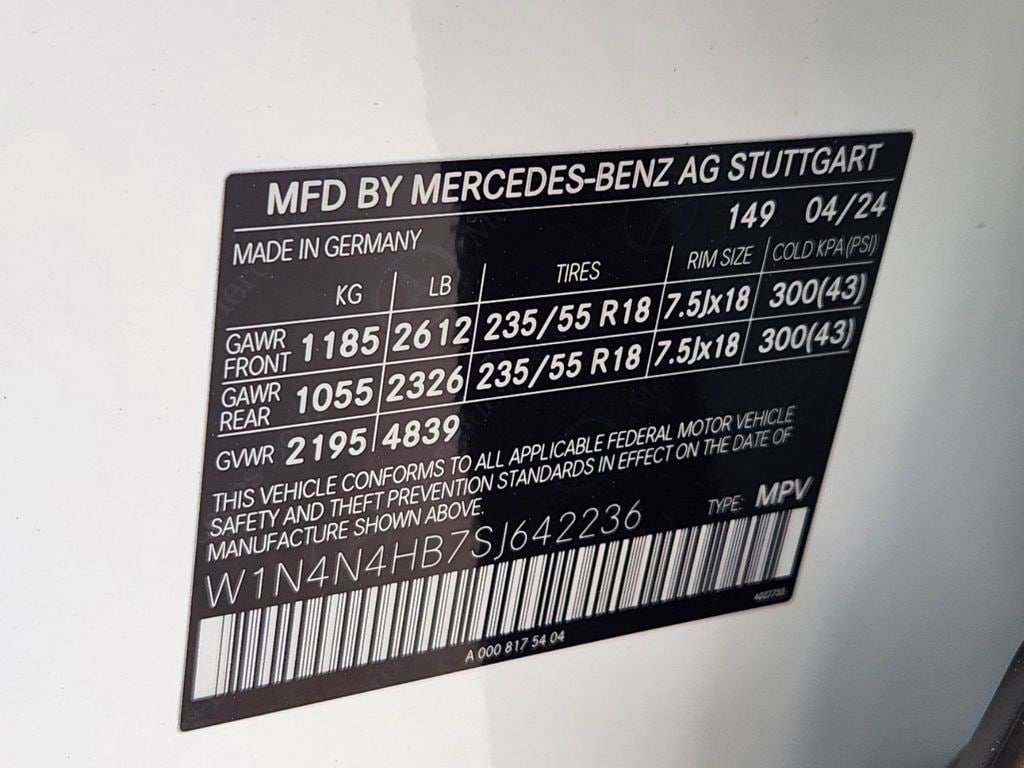 MFD BY MERCEDES-BENZ AG STUTTGART
149 04/24
MADE IN GERMANY
KG LB TIRES RIM SIZE COLD KPA (PSI)
GAWR FRONT 1185 2612 235/55 R18 7.5Jx18 300(43)
GAWR REAR 1055 2326 235/55 R18 7.5Jx18 300(43)
GVWR 2195 4839
THIS VEHICLE CONFORMS TO ALL APPLICABLE FEDERAL MOTOR VEHICLE
SAFETY AND THEFT PREVENTION STANDARDS IN EFFECT ON THE DATE OF
MANUFACTURE SHOWN ABOVE.
W1N4N4HB7SJ642236 TYPE: MPV
A 000 817 54 04